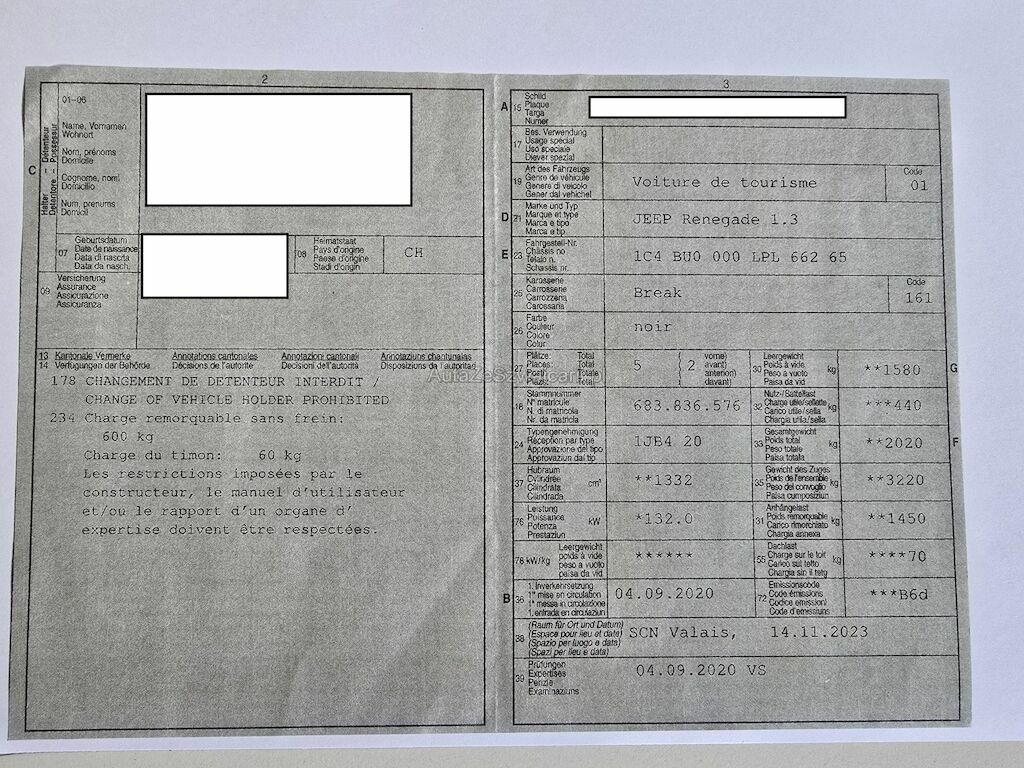 2
01-06
Name, Vornamen
Wohnort
Nom, prénoms
Domicile
Cognome, nomi
Domicilio
Num, prenums
Domicil
C
Halter Détenteur
Detentore Possessur
07 Geburtsdatum
Date de naissance
Data di nascita
Data da nasch.
08 Heimatstaat
Pays d'origine
Paese d'origine
Stadi d'origin
CH
09 Versicherung
Assurance
Assicurazione
Assicuranza
13 Kantonale Vermerke Annotations cantonales Annotazioni cantonali Annotaziuns chantunalas
14 Verfügungen der Behörde Décisions de l'autorité Decisioni dell'autorità Disposiziuns da l'autoritad
178 CHANGEMENT DE DETENTEUR INTERDIT /
CHANGE OF VEHICLE HOLDER PROHIBITED
234 Charge remorquable sans frein:
600 kg
Charge du timon: 60 kg
Les restrictions imposées par le
constructeur, le manuel d'utilisateur
et/ou le rapport d'un organe d'
expertise doivent être respectées.
3
A 15 Schild
Plaque
Targa
Numer
17 Bes. Verwendung
Usage spécial
Uso speciale
Diever spezial
19 Art des Fahrzeugs
Genre de véhicule
Genere di veicolo
Gener dal vehichel
Voiture de tourisme
Code
01
D 21 Marke und Typ
Marque et type
Marca e tipo
Marca e tip
JEEP Renegade 1.3
E 23 Fahrgestell-Nr.
Châssis no
Telaio n.
Schassis nr.
1C4 BU0 000 LPL 662 65
25 Karosserie
Carrosserie
Carrozzeria
Carossaria
Break
Code
161
26 Farbe
Couleur
Colore
Colur
noir
27 Plätze: Total
Places: Total
Posti: Totale
Plazs: Total
5 ( 2 vorne)
avant)
anteriori)
davant)
30 Leergewicht
Poids à vide
Peso a vuoto
Paisa da vid
kg **1580 G
18 Stammnummer
N° matricule
N. di matricola
Nr. da matricla
683.836.576
32 Nutz-/Sattellast
Charge utile/sellette
Carico utile/sella
Chargia utila/sella
kg ***440
24 Typengenehmigung
Réception par type
Approvazione del tipo
Approvaziun dal tip
1JB4 20
33 Gesamtgewicht
Poids total
Peso totale
Paisa totala
kg **2020 F
37 Hubraum
Cylindrée
Cilindrata
Cilindrada
cm³ **1332
35 Gewicht des Zuges
Poids de l'ensemble
Peso del convoglio
Paisa cumposiziun
kg **3220
76 Leistung
Puissance
Potenza
Prestaziun
kW *132.0
31 Anhängelast
Poids remorquable
Carico rimorchiato
Chargia annexa
kg *1450
78 kW/kg Leergewicht
poids à vide
peso a vuoto
paisa da vid
******
55 Dachlast
Charge sur le toit
Carico sul tetto
Chargia sin il tetg
kg ****70
B 36 1. Inverkehrsetzung
1re mise en circulation
1a messa in circolazione
1. entrada en circulaziun
04.09.2020
72 Emissionscode
Code émissions
Codice emissioni
Code d'emissiuns
***B6d
38 (Raum für Ort und Datum)
(Espace pour lieu et date)
(Spazio per luogo e data)
(Spazi per lieu e data)
SCN Valais, 14.11.2023
39 Prüfungen
Expertises
Perizie
Examinaziuns
04.09.2020 VS